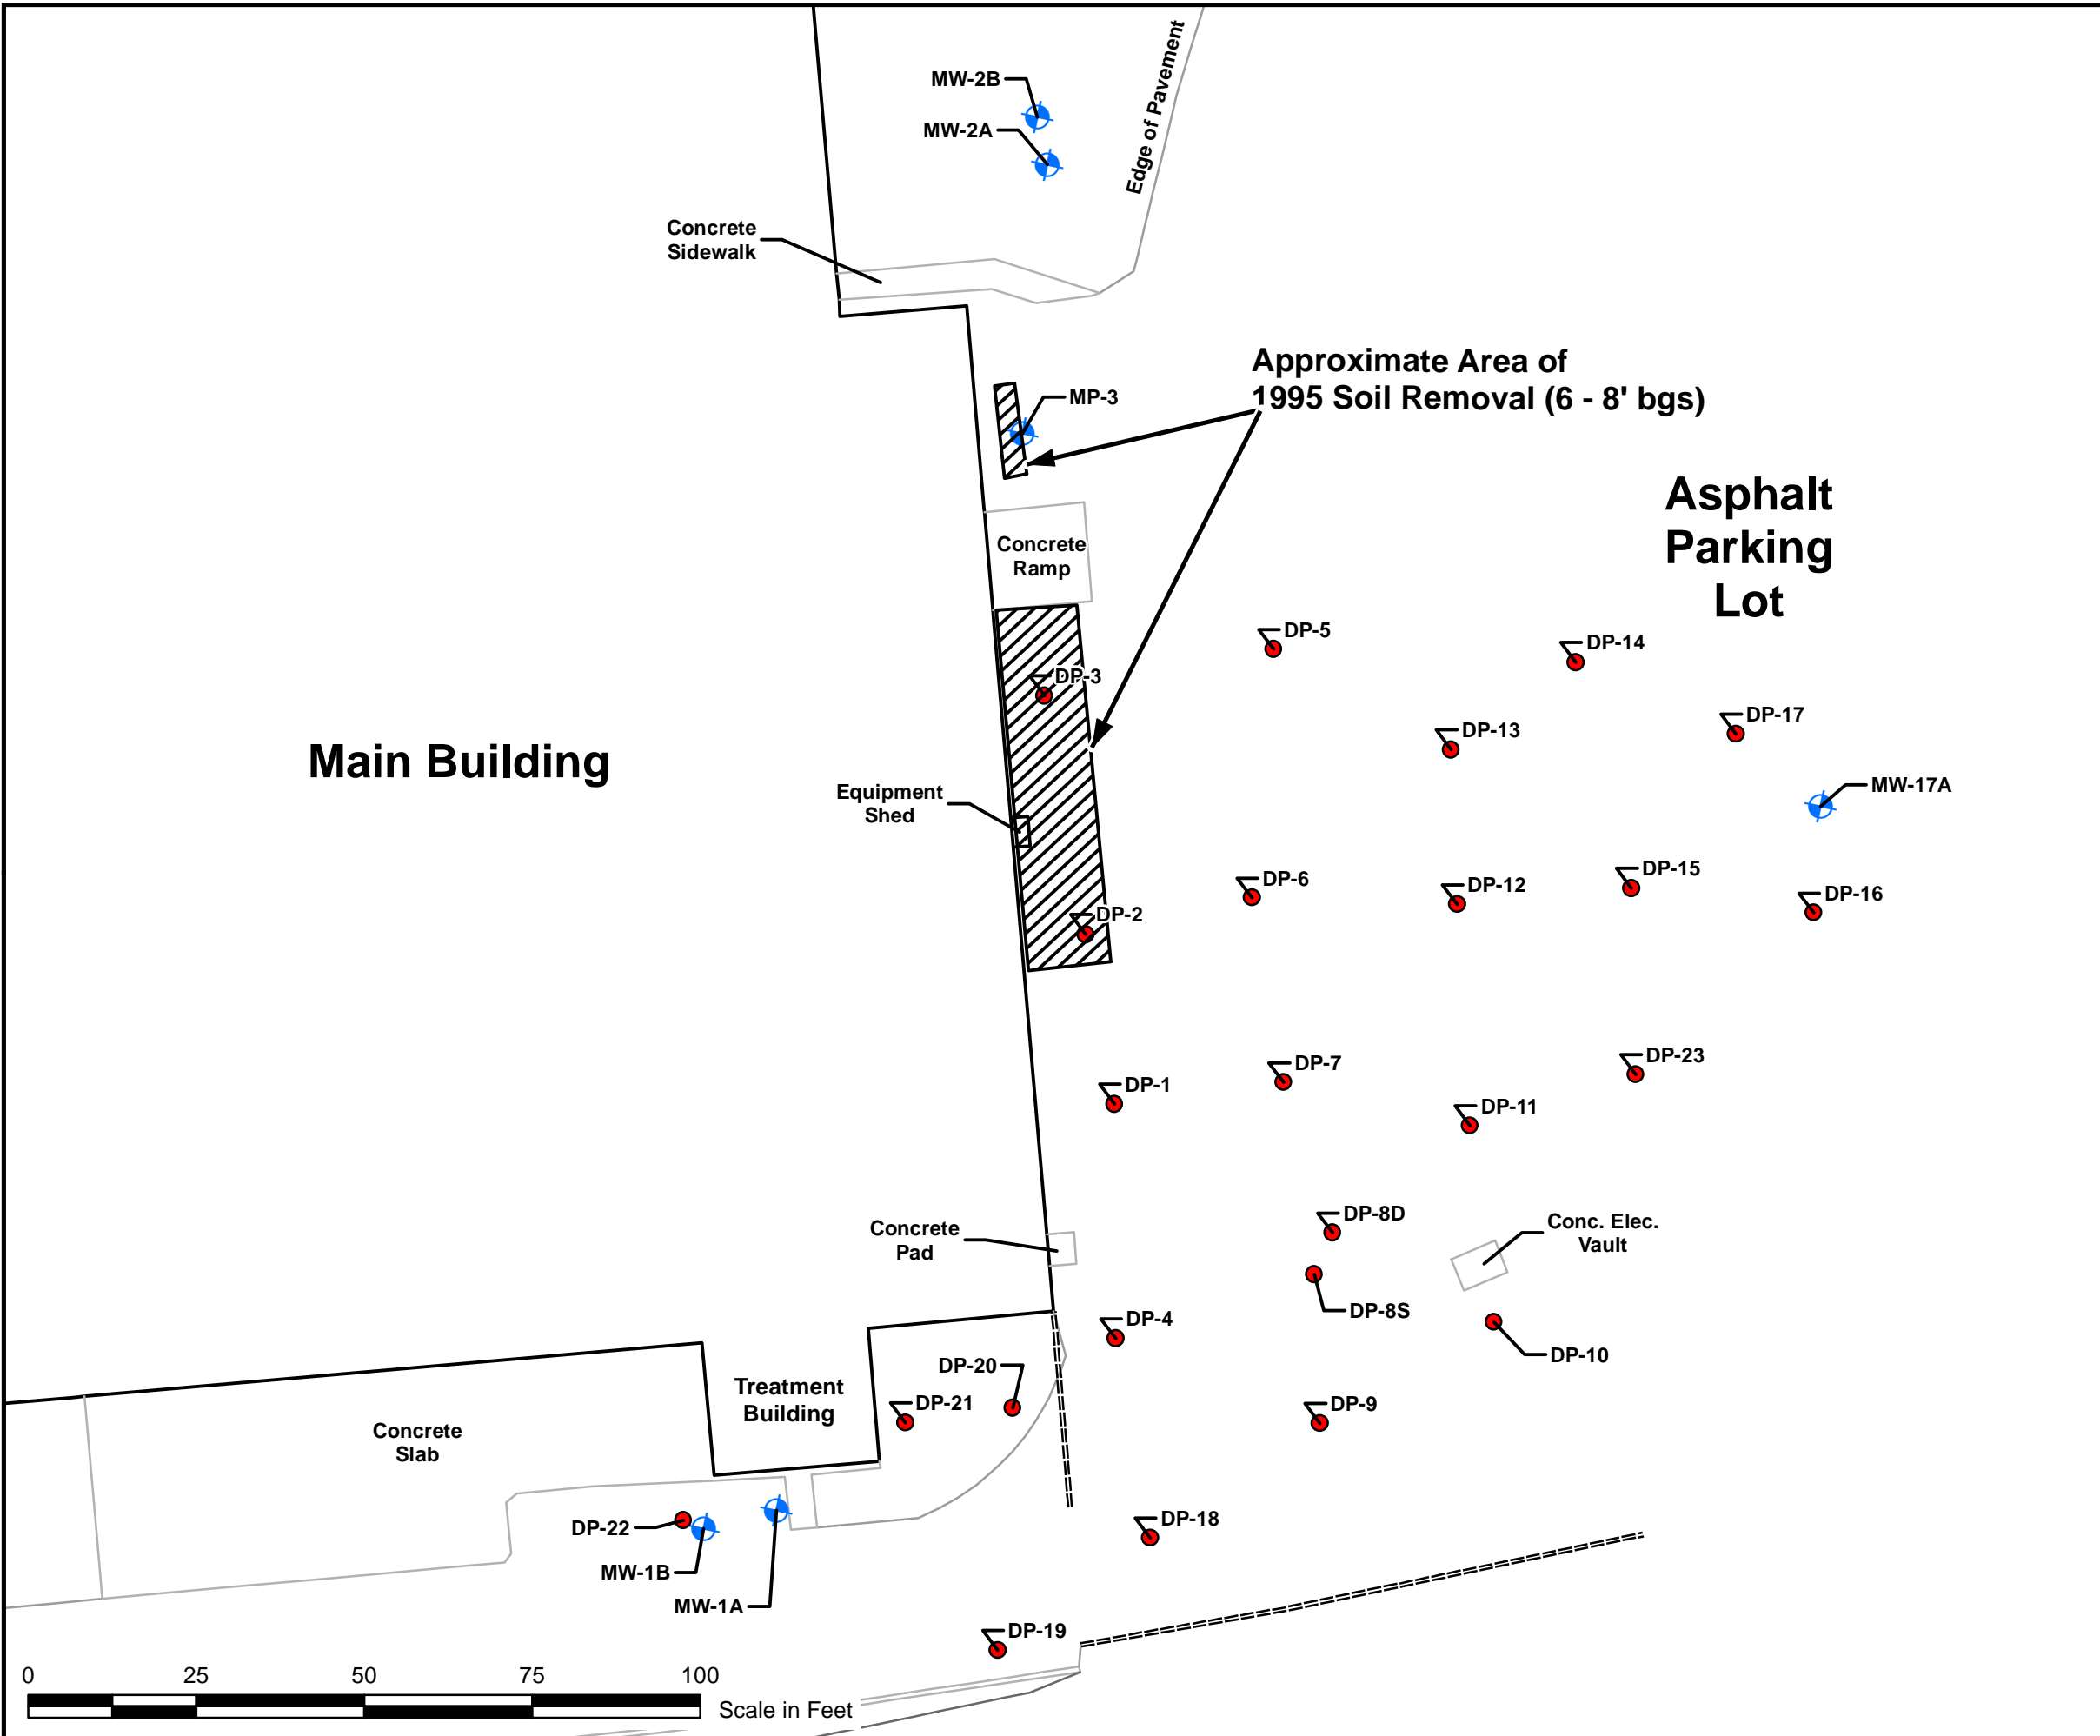 MW-2B
MW-2A
Edge of Pavement
Concrete
Sidewalk
Approximate Area of
1995 Soil Removal (6 - 8' bgs)
MP-3
Asphalt
Parking
Lot
Concrete
Ramp
DP-5
DP-14
DP-3
DP-17
DP-13
Main Building
MW-17A
Equipment
Shed
DP-15
DP-6
DP-12
DP-16
DP-2
DP-23
DP-7
DP-1
DP-11
DP-8D
Conc. Elec.
Vault
Concrete
Pad
DP-8S
DP-4
DP-10
DP-20
Treatment
Building
DP-21
DP-9
Concrete
Slab
DP-18
DP-22
MW-1B
MW-1A
DP-19
0 25 50 75 100
Scale in Feet